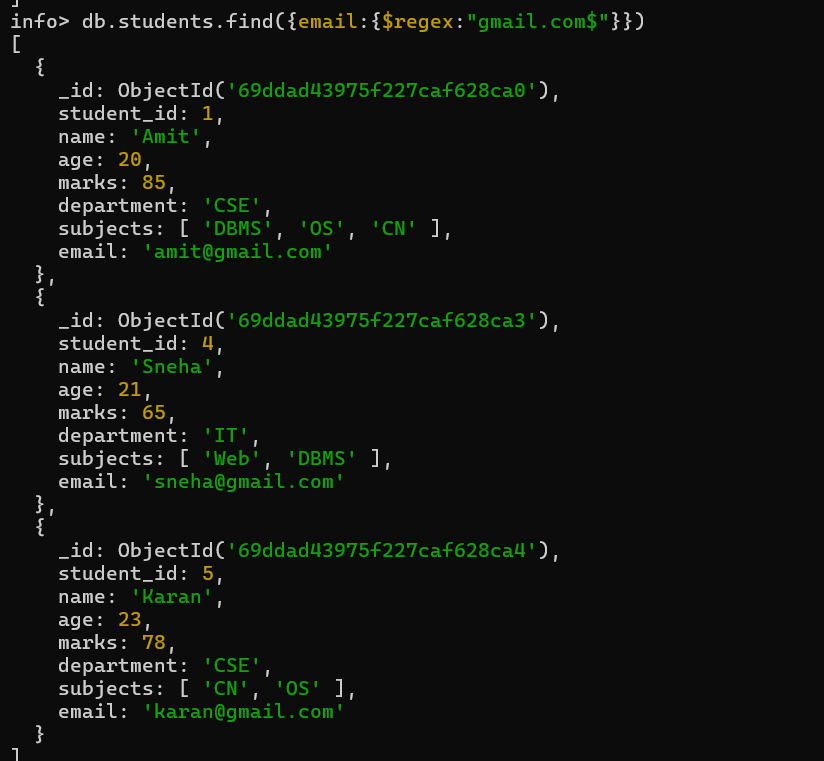 ]
info> db.students.find({email:{$regex:"gmail.com$"}})
[
  {
    _id: ObjectId('69ddad43975f227caf628ca0'),
    student_id: 1,
    name: 'Amit',
    age: 20,
    marks: 85,
    department: 'CSE',
    subjects: [ 'DBMS', 'OS', 'CN' ],
    email: 'amit@gmail.com'
  },
  {
    _id: ObjectId('69ddad43975f227caf628ca3'),
    student_id: 4,
    name: 'Sneha',
    age: 21,
    marks: 65,
    department: 'IT',
    subjects: [ 'Web', 'DBMS' ],
    email: 'sneha@gmail.com'
  },
  {
    _id: ObjectId('69ddad43975f227caf628ca4'),
    student_id: 5,
    name: 'Karan',
    age: 23,
    marks: 78,
    department: 'CSE',
    subjects: [ 'CN', 'OS' ],
    email: 'karan@gmail.com'
  }
]